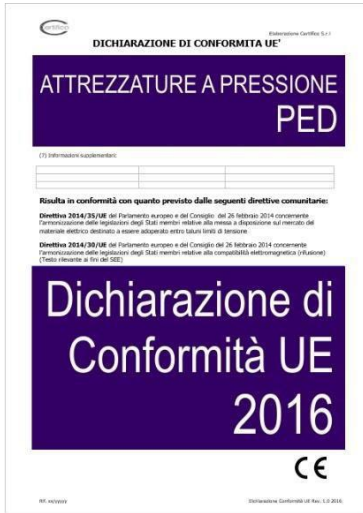 Certifico
Elaborazione Certifico S.r.l
DICHIARAZIONE DI CONFORMITA UE'
ATTREZZATURE A PRESSIONE
PED
(7) Informazioni supplementari:
Risulta in conformità con quanto previsto dalle seguenti direttive comunitarie:
Direttiva 2014/35/UE del Parlamento europeo e del Consiglio del 26 febbraio 2014 concernente
l'armonizzazione delle legislazioni degli Stati membri relative alla messa a disposizione sul mercato del
materiale elettrico destinato a essere adoperato entro taluni limiti di tensione
Direttiva 2014/30/UE del Parlamento europeo e del Consiglio del 26 febbraio 2014 concernente
l'armonizzazione delle legislazioni degli Stati membri relative alla compatibilità elettromagnetica (rifusione)
(Testo rilevante ai fini del SEE)
Dichiarazione di
Conformità UE
2016
CE
Rif. xx/yyyyy
Dichiarazione Conformità UE Rev. 1.0 2016